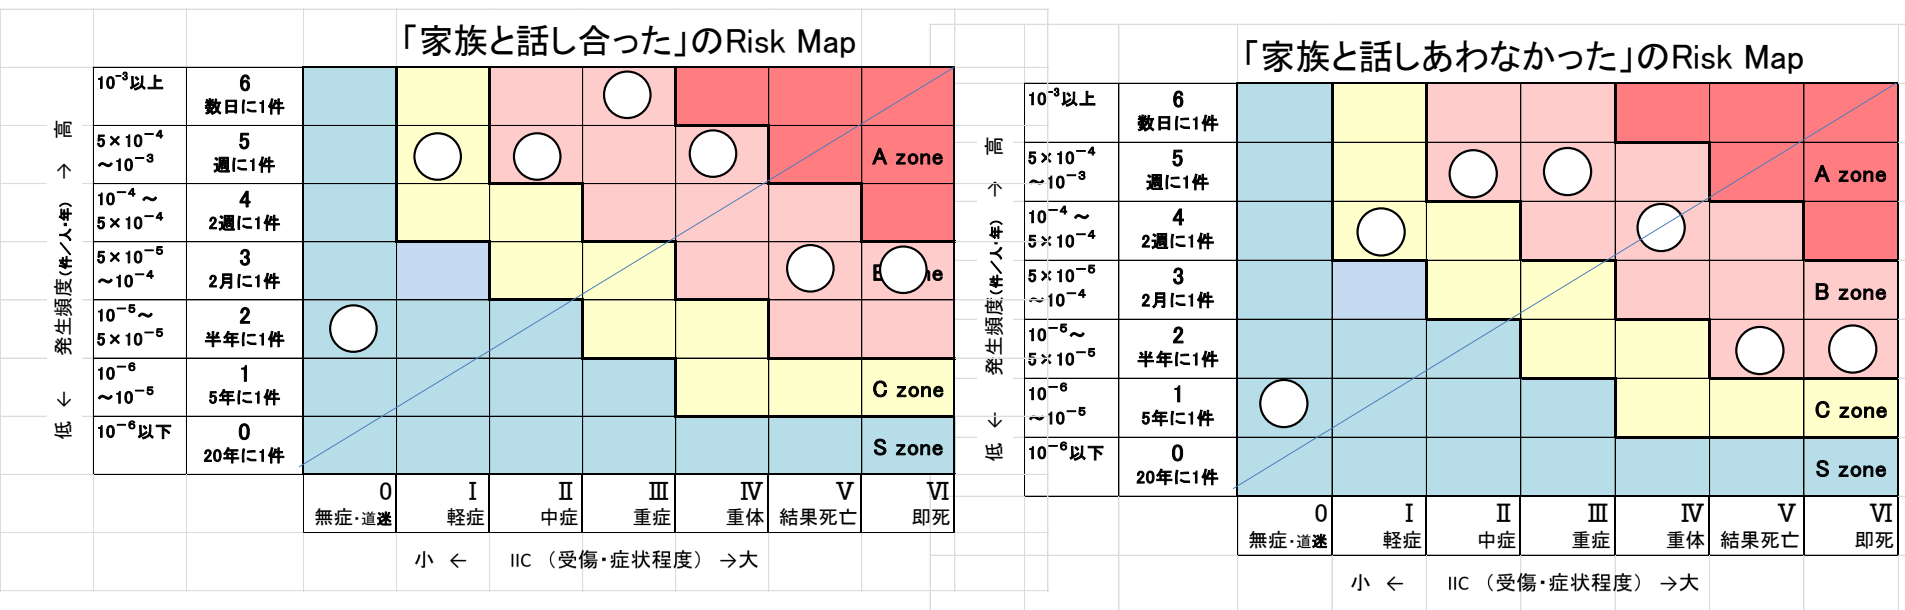 「家族と話し合った」のRisk Map
発生頻度(件/人・年)
低 ← → 高
10⁻³以上
6
数日に1件
5×10⁻⁴
～10⁻³
5
週に1件
A zone
10⁻⁴～
5×10⁻⁴
4
2週に1件
5×10⁻⁵
～10⁻⁴
3
2月に1件
10⁻⁵～
5×10⁻⁵
2
半年に1件
10⁻⁶
～10⁻⁵
1
5年に1件
C zone
10⁻⁶以下
0
20年に1件
S zone
0
無症・道迷
Ⅰ
軽症
Ⅱ
中症
Ⅲ
重症
Ⅳ
重体
Ⅴ
結果死亡
Ⅵ
即死
小 ← IIC （受傷・症状程度） →大
「家族と話しあわなかった」のRisk Map
発生頻度(件/人・年)
低 ← → 高
10⁻³以上
6
数日に1件
5×10⁻⁴
～10⁻³
5
週に1件
A zone
10⁻⁴～
5×10⁻⁴
4
2週に1件
5×10⁻⁵
～10⁻⁴
3
2月に1件
B zone
10⁻⁵～
5×10⁻⁵
2
半年に1件
10⁻⁶
～10⁻⁵
1
5年に1件
C zone
10⁻⁶以下
0
20年に1件
S zone
0
無症・道迷
Ⅰ
軽症
Ⅱ
中症
Ⅲ
重症
Ⅳ
重体
Ⅴ
結果死亡
Ⅵ
即死
小 ← IIC （受傷・症状程度） →大